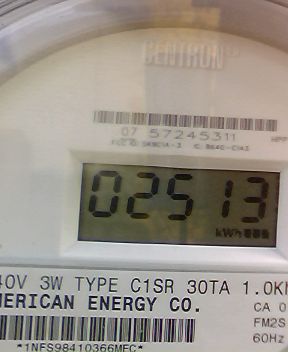 CENTRON
07 57245311
02513
kWh
40V 3W TYPE C1SR 30TA 1.0K
MERICAN ENERGY CO.
CA 0
FM2S
60Hz
*1NFS98410366MFC*